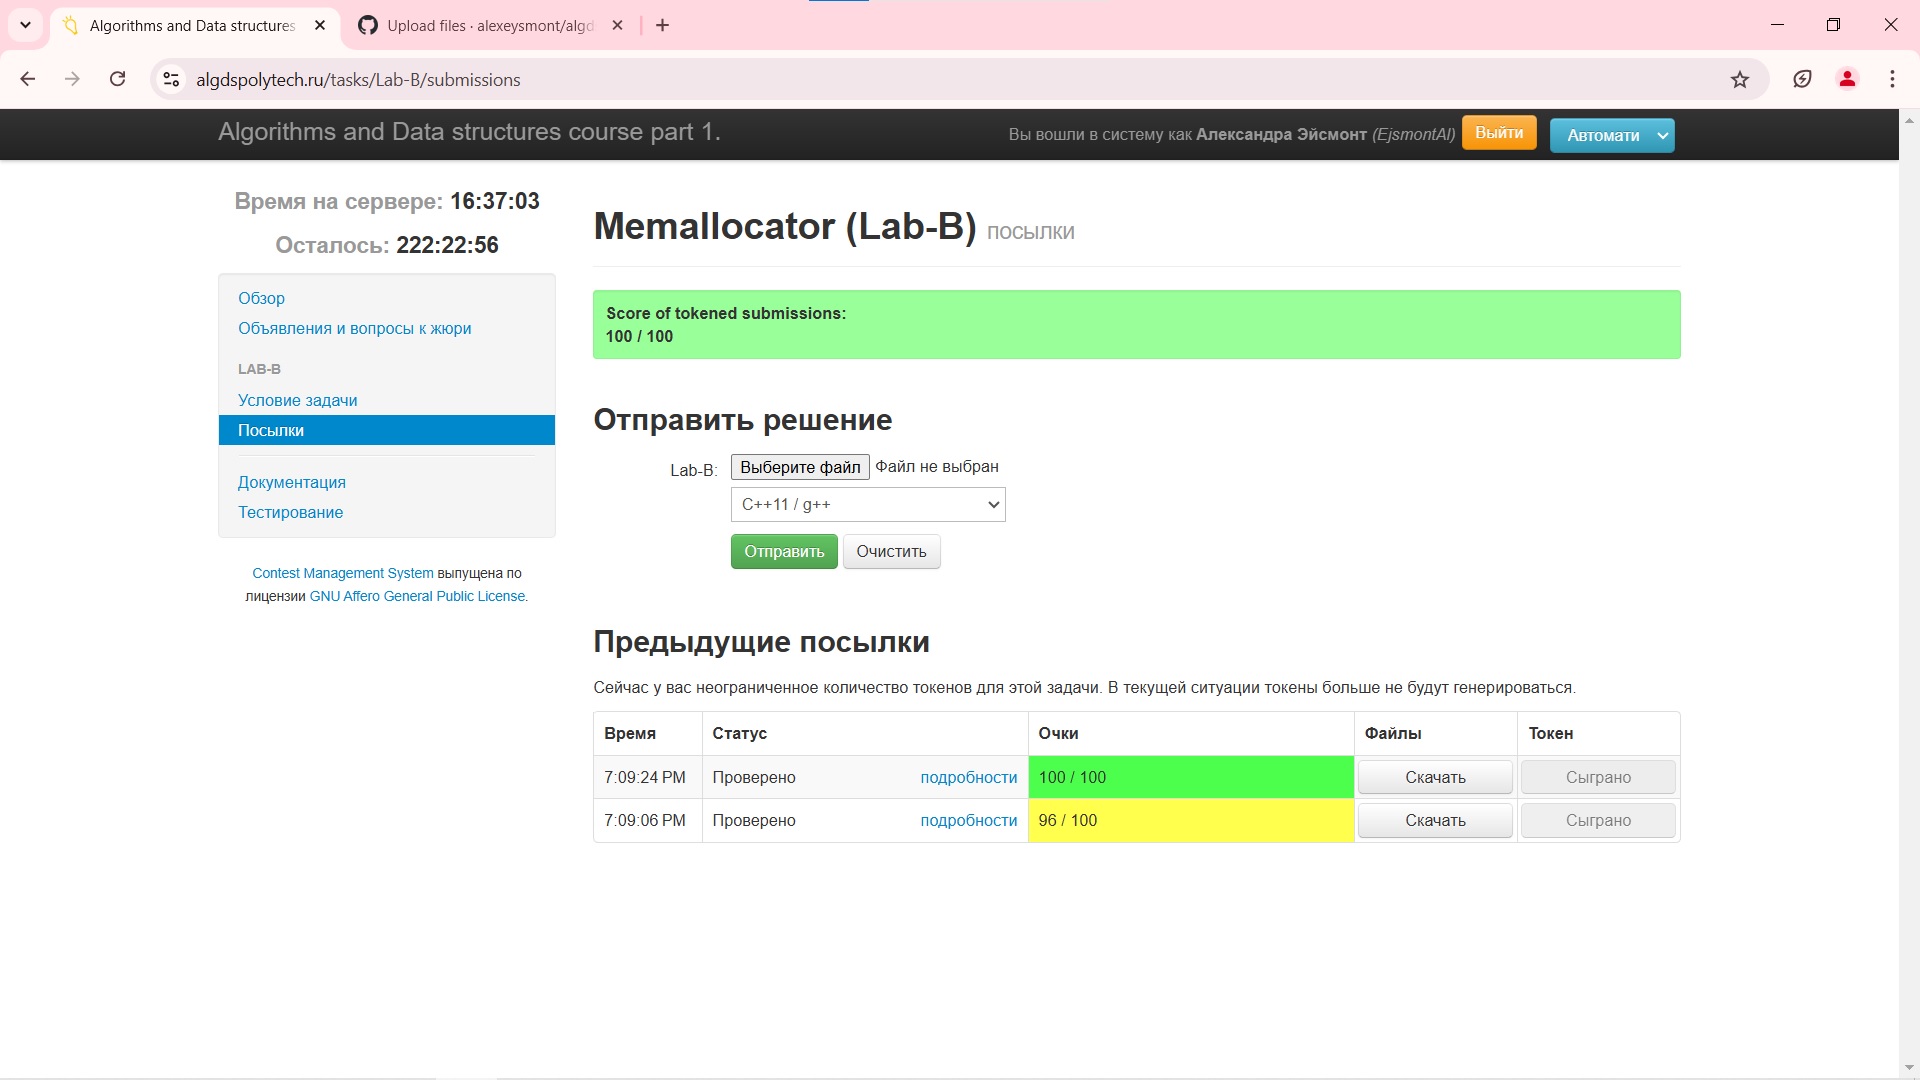 Algorithms and Data structures
Upload files · alexeysmont/algd
algdspolytech.ru/tasks/Lab-B/submissions
Algorithms and Data structures course part 1.
Вы вошли в систему как Александра Эйсмонт (EjsmontAI)
Выйти
Автомати
Время на сервере: 16:37:03
Осталось: 222:22:56
Обзор
Объявления и вопросы к жюри
LAB-B
Условие задачи
Посылки
Документация
Тестирование
Contest Management System выпущена по
лицензии GNU Affero General Public License.
Memallocator (Lab-B) посылки
Score of tokened submissions:
100 / 100
Отправить решение
Lab-B: Выберите файл Файл не выбран
C++11 / g++
Отправить Очистить
Предыдущие посылки
Сейчас у вас неограниченное количество токенов для этой задачи. В текущей ситуации токены больше не будут генерироваться.
Время Статус Очки Файлы Токен
7:09:24 PM Проверено подробности 100 / 100 Скачать Сыграно
7:09:06 PM Проверено подробности 96 / 100 Скачать Сыграно